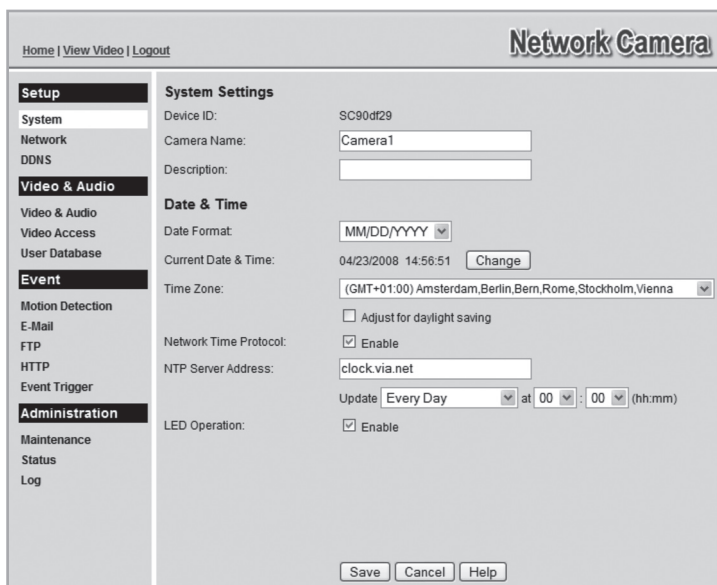 Home | View Video | Logout
Network Camera
Setup
System
Network
DDNS
Video & Audio
Video & Audio
Video Access
User Database
Event
Motion Detection
E-Mail
FTP
HTTP
Event Trigger
Administration
Maintenance
Status
Log
System Settings
Device ID: SC90df29
Camera Name: Camera1
Description:
Date & Time
Date Format: MM/DD/YYYY
Current Date & Time: 04/23/2008 14:56:51 Change
Time Zone: (GMT+01:00) Amsterdam,Berlin,Bern,Rome,Stockholm,Vienna
Adjust for daylight saving
Network Time Protocol: Enable
NTP Server Address: clock.via.net
Update Every Day at 00 : 00 (hh:mm)
LED Operation: Enable
Save Cancel Help